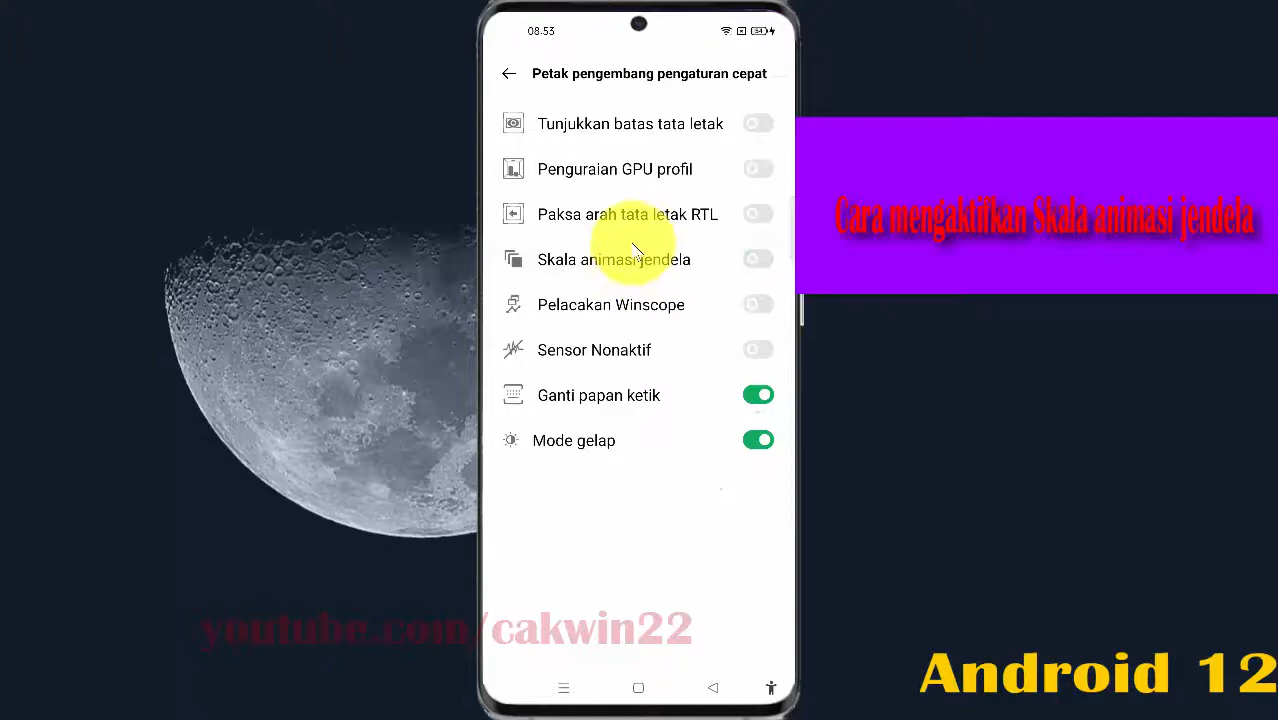 08.53
54
Petak pengembang pengaturan cepat
Tunjukkan batas tata letak
Penguraian GPU profil
Paksa arah tata letak RTL
Skala animasi jendela
Pelacakan Winscope
Sensor Nonaktif
Ganti papan ketik
Mode gelap
Cara mengaktifkan Skala animasi jendela
youtube.com/cakwin22
Android 12